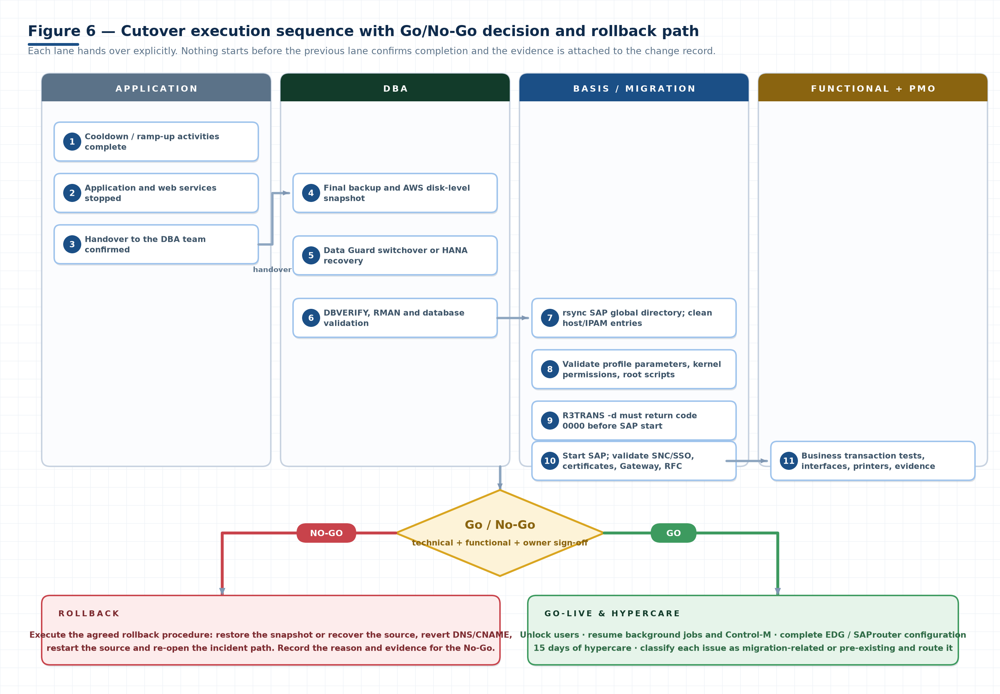 Figure 6 — Cutover execution sequence with Go/No-Go decision and rollback path
Each lane hands over explicitly. Nothing starts before the previous lane confirms completion and the evidence is attached to the change record.
APPLICATION
1
Cooldown / ramp-up activities
complete
2
Application and web services
stopped
3
Handover to the DBA team
confirmed
handover
DBA
4
Final backup and AWS disk-level
snapshot
5
Data Guard switchover or HANA
recovery
6
DBVERIFY, RMAN and database
validation
BASIS / MIGRATION
7
rsync SAP global directory; clean
host/IPAM entries
8
Validate profile parameters, kernel
permissions, root scripts
9
R3TRANS -d must return code
0000 before SAP start
10
Start SAP; validate SNC/SSO,
certificates, Gateway, RFC
FUNCTIONAL + PMO
11
Business transaction tests,
interfaces, printers, evidence
Go / No-Go
technical + functional + owner sign-off
NO-GO
GO
ROLLBACK
Execute the agreed rollback procedure: restore the snapshot or recover the source, revert DNS/CNAME,
restart the source and re-open the incident path. Record the reason and evidence for the No-Go.
GO-LIVE & HYPERCARE
Unlock users · resume background jobs and Control-M · complete EDG / SAProuter configuration
15 days of hypercare · classify each issue as migration-related or pre-existing and route it